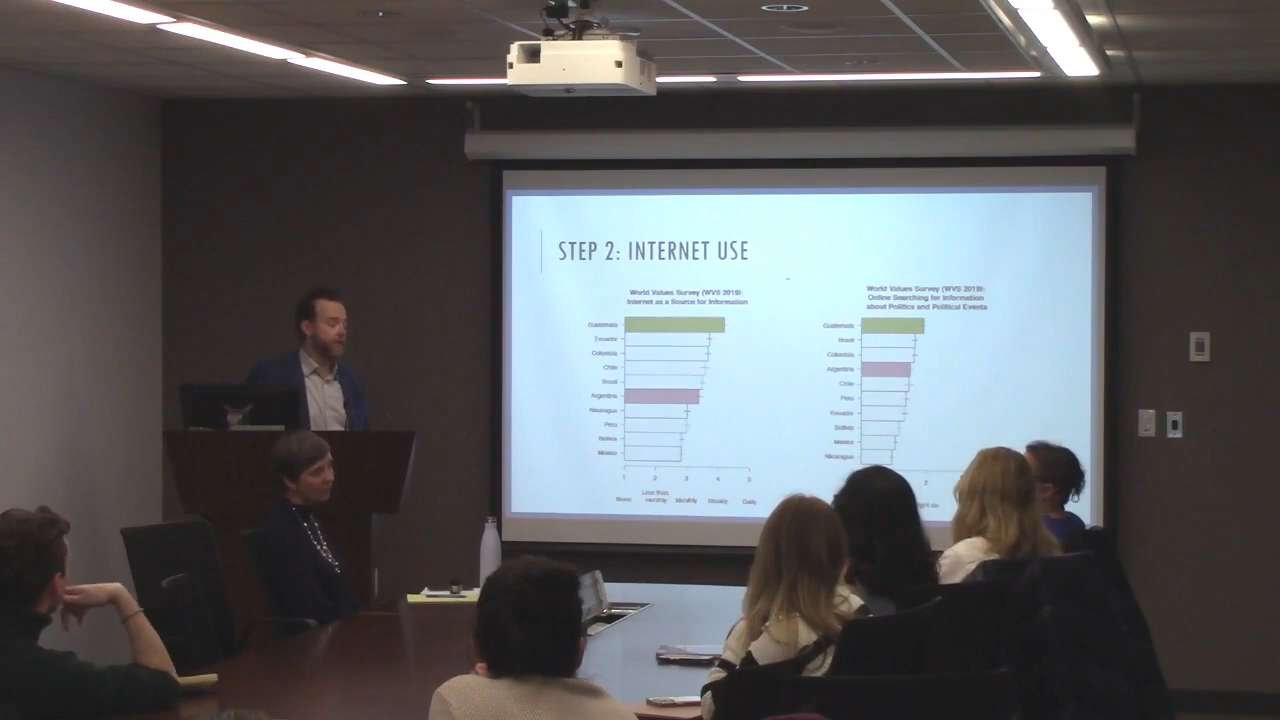 STEP 2: INTERNET USE
World Values Survey (WVS 2019):
Internet as a Source for Information
Guatemala
Ecuador
Colombia
Chile
Brazil
Argentina
Nicaragua
Peru
Bolivia
Mexico
1 2 3 4 5
Never Less than monthly Monthly Weekly Daily
World Values Survey (WVS 2019):
Online Searching for Information
about Politics and Political Events
Guatemala
Brazil
Colombia
Argentina
Chile
Peru
Ecuador
Bolivia
Mexico
Nicaragua
2